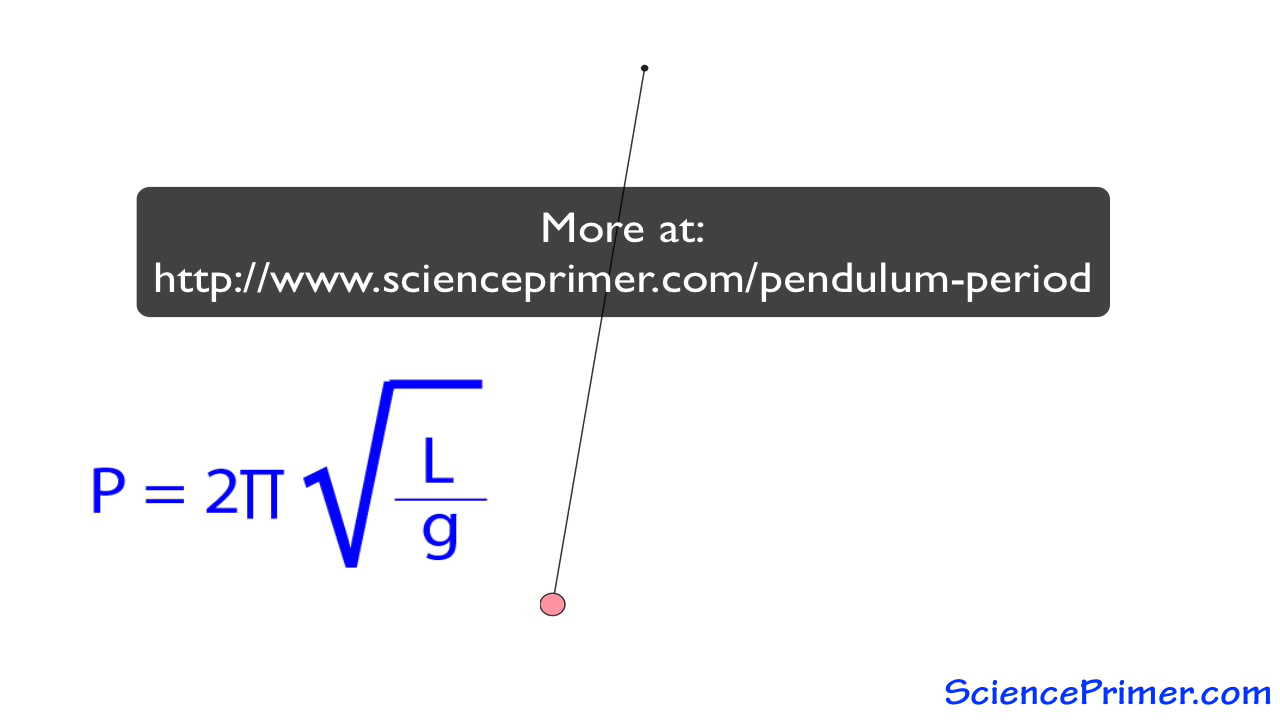 More at:
http://www.scienceprimer.com/pendulum-period
P = 2π √(L/g)
SciencePrimer.com